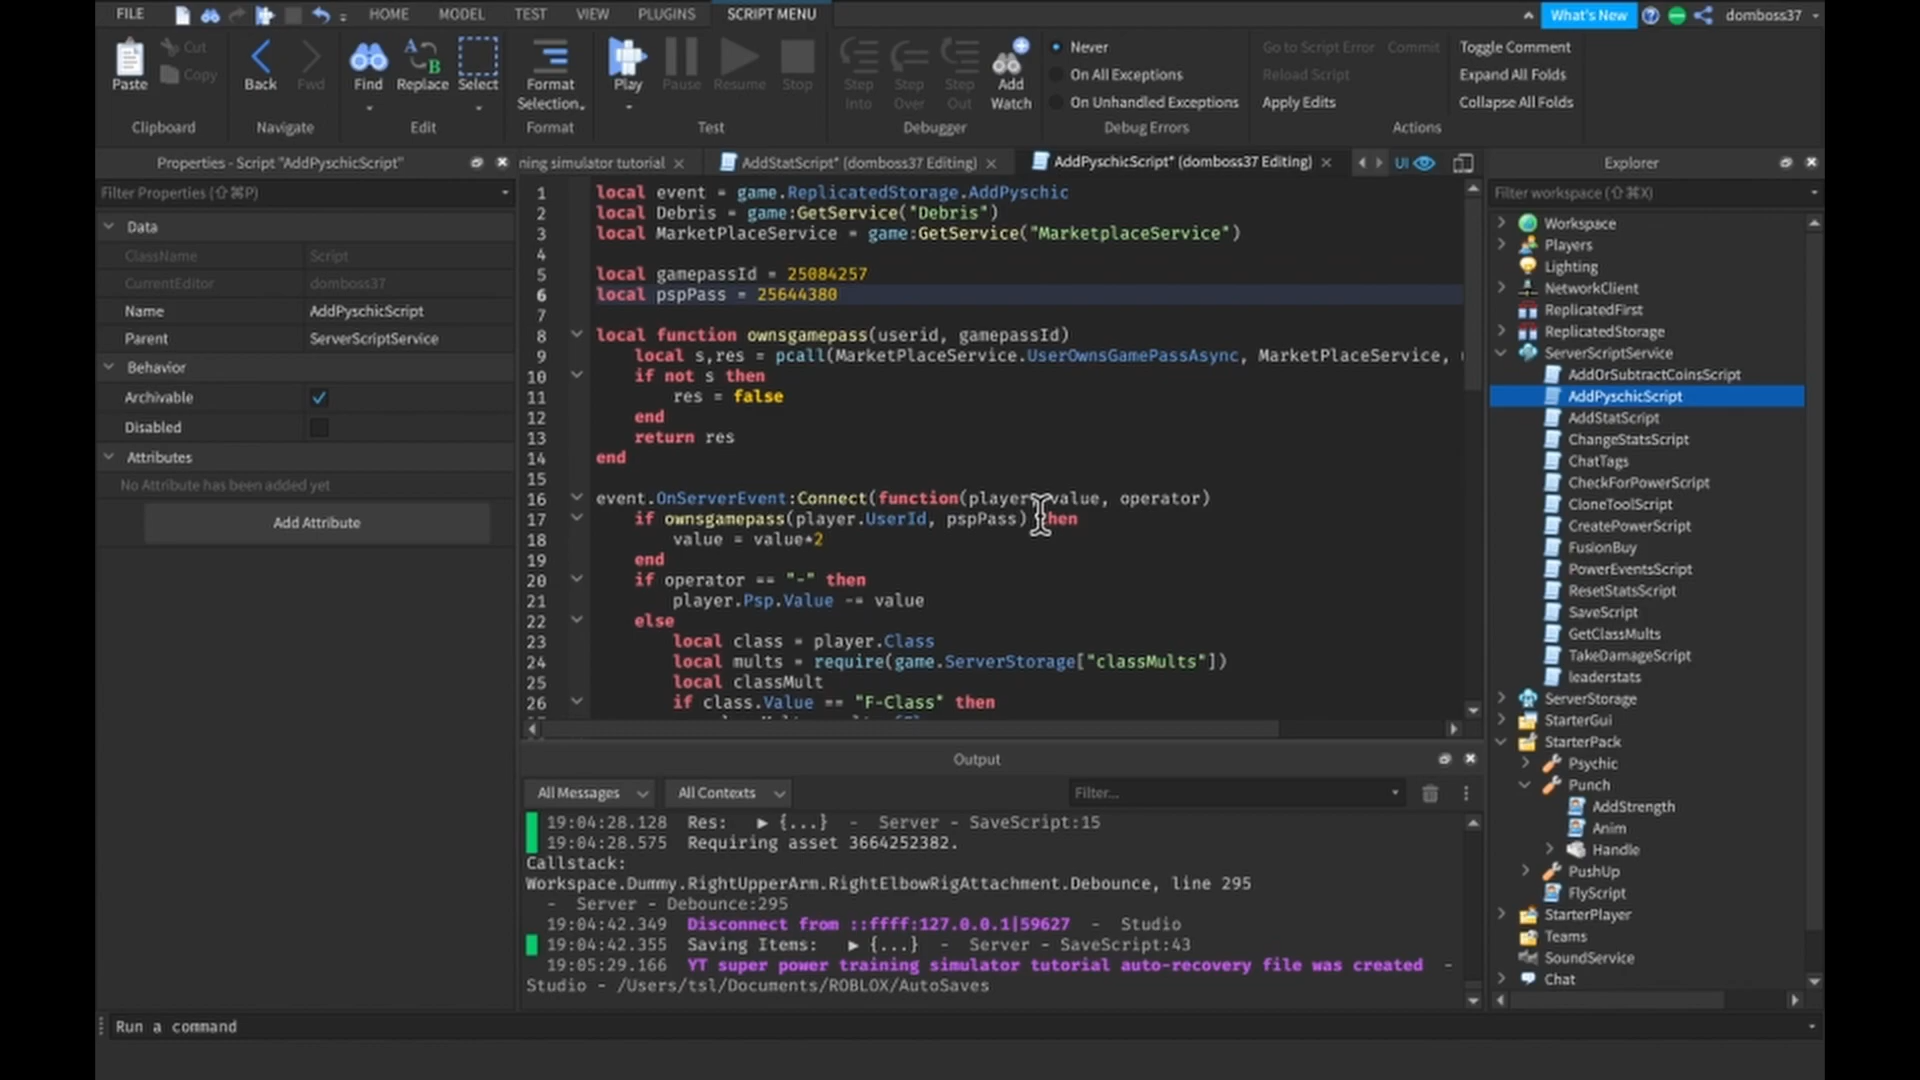 FILE HOME MODEL TEST VIEW PLUGINS SCRIPT MENU What's New domboss37
Paste Cut Copy Back Fwd Find Replace Select Format Selection Play Pause Resume Stop Step Into Step Over Step Out Add Watch
Never
On All Exceptions
On Unhandled Exceptions
Go to Script Error Commit
Reload Script
Apply Edits
Toggle Comment
Expand All Folds
Collapse All Folds
Clipboard Navigate Edit Format Test Debugger Debug Errors Actions
Properties - Script "AddPyschicScript"
Filter Properties (⇧⌘P)
Data
ClassName Script
CurrentEditor domboss37
Name AddPyschicScript
Parent ServerScriptService
Behavior
Archivable
Disabled
Attributes
No Attribute has been added yet
Add Attribute
ning simulator tutorial AddStatScript* (domboss37 Editing) AddPyschicScript* (domboss37 Editing) UI
1 local event = game.ReplicatedStorage.AddPyschic
2 local Debris = game:GetService("Debris")
3 local MarketPlaceService = game:GetService("MarketplaceService")
4
5 local gamepassId = 25084257
6 local pspPass = 25644380
7
8 local function ownsgamepass(userid, gamepassId)
9 local s,res = pcall(MarketPlaceService.UserOwnsGamePassAsync, MarketPlaceService,
10 if not s then
11 res = false
12 end
13 return res
14 end
15
16 event.OnServerEvent:Connect(function(player value, operator)
17 if ownsgamepass(player.UserId, pspPass) then
18 value = value*2
19 end
20 if operator == "-" then
21 player.Psp.Value -= value
22 else
23 local class = player.Class
24 local mults = require(game.ServerStorage["classMults"])
25 local classMult
26 if class.Value == "F-Class" then
Output
All Messages All Contexts Filter...
19:04:28.128 Res: ▶ {...} - Server - SaveScript:15
19:04:28.575 Requiring asset 3664252382.
Callstack:
Workspace.Dummy.RightUpperArm.RightElbowRigAttachment.Debounce, line 295
- Server - Debounce:295
19:04:42.349 Disconnect from ::ffff:127.0.0.1|59627 - Studio
19:04:42.355 Saving Items: ▶ {...} - Server - SaveScript:43
19:05:29.166 YT super power training simulator tutorial auto-recovery file was created -
Studio - /Users/tsl/Documents/ROBLOX/AutoSaves
Explorer
Filter workspace (⇧⌘X)
Workspace
Players
Lighting
NetworkClient
ReplicatedFirst
ReplicatedStorage
ServerScriptService
AddOrSubtractCoinsScript
AddPyschicScript
AddStatScript
ChangeStatsScript
ChatTags
CheckForPowerScript
CloneToolScript
CreatePowerScript
FusionBuy
PowerEventsScript
ResetStatsScript
SaveScript
GetClassMults
TakeDamageScript
leaderstats
ServerStorage
StarterGui
StarterPack
Psychic
Punch
AddStrength
Anim
Handle
PushUp
FlyScript
StarterPlayer
Teams
SoundService
Chat
Run a command